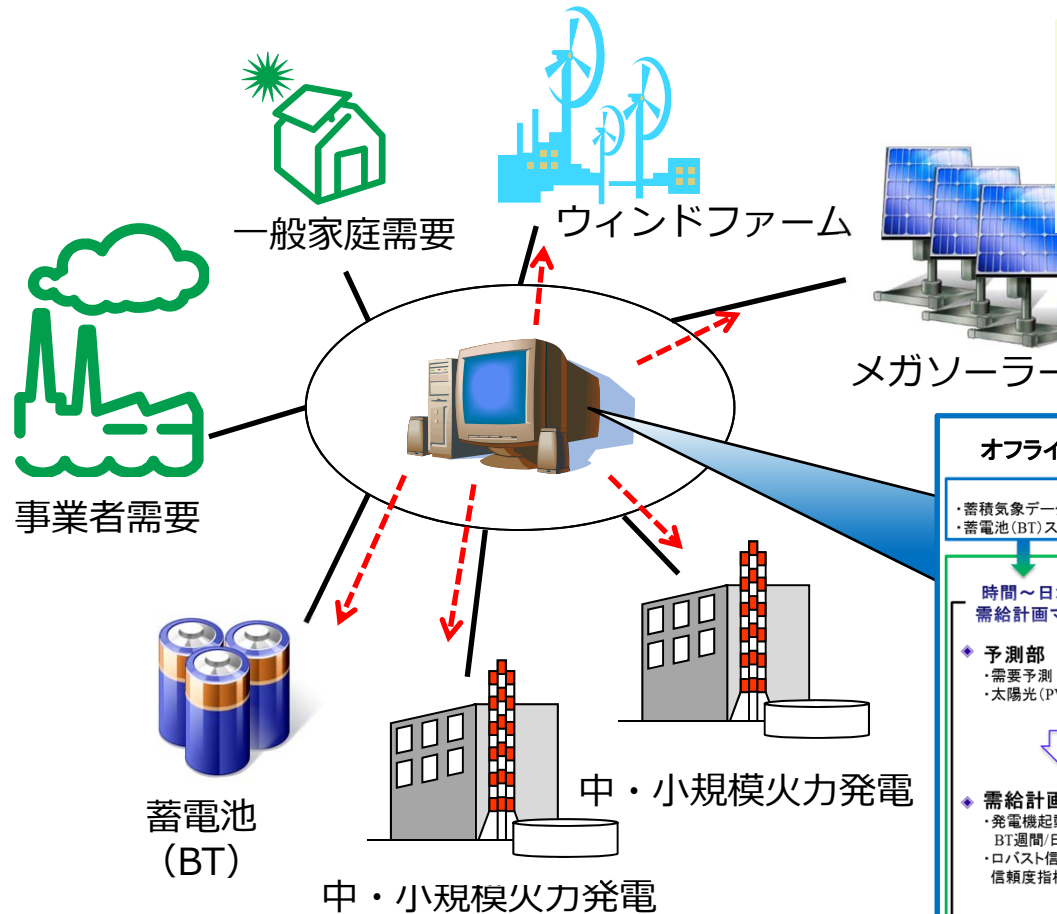 一般家庭需要
ウィンドファーム
メガソーラー
事業者需要
蓄電池
（BT）
中・小規模火力発電
中・小規模火力発電
オフライ
・蓄積気象デー
・蓄電池(BT)ス
時間～日
需給計画
予測部
・需要予測
・太陽光(P
需給計画
・発電機起動
BT週間/日
・ロバスト信
信頼度指標